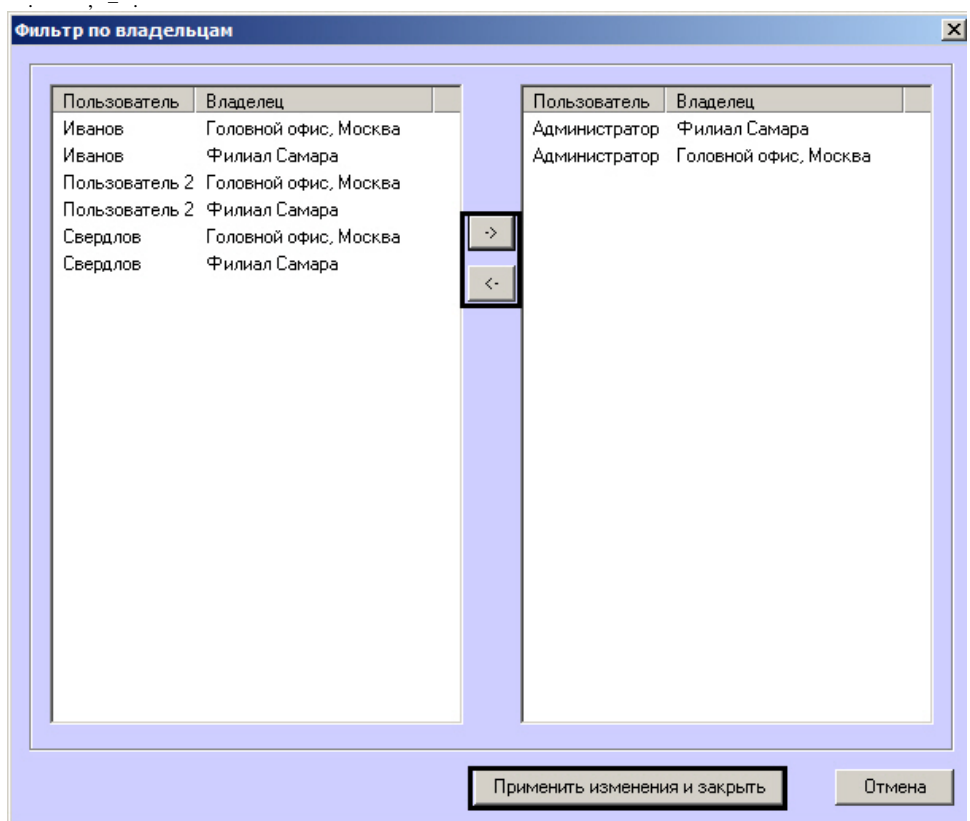 Фильтр по владельцам
Пользователь Владелец
Иванов Головной офис, Москва
Иванов Филиал Самара
Пользователь 2 Головной офис, Москва
Пользователь 2 Филиал Самара
Свердлов Головной офис, Москва
Свердлов Филиал Самара
->
<-
Пользователь Владелец
Администратор Филиал Самара
Администратор Головной офис, Москва
Применить изменения и закрыть
Отмена